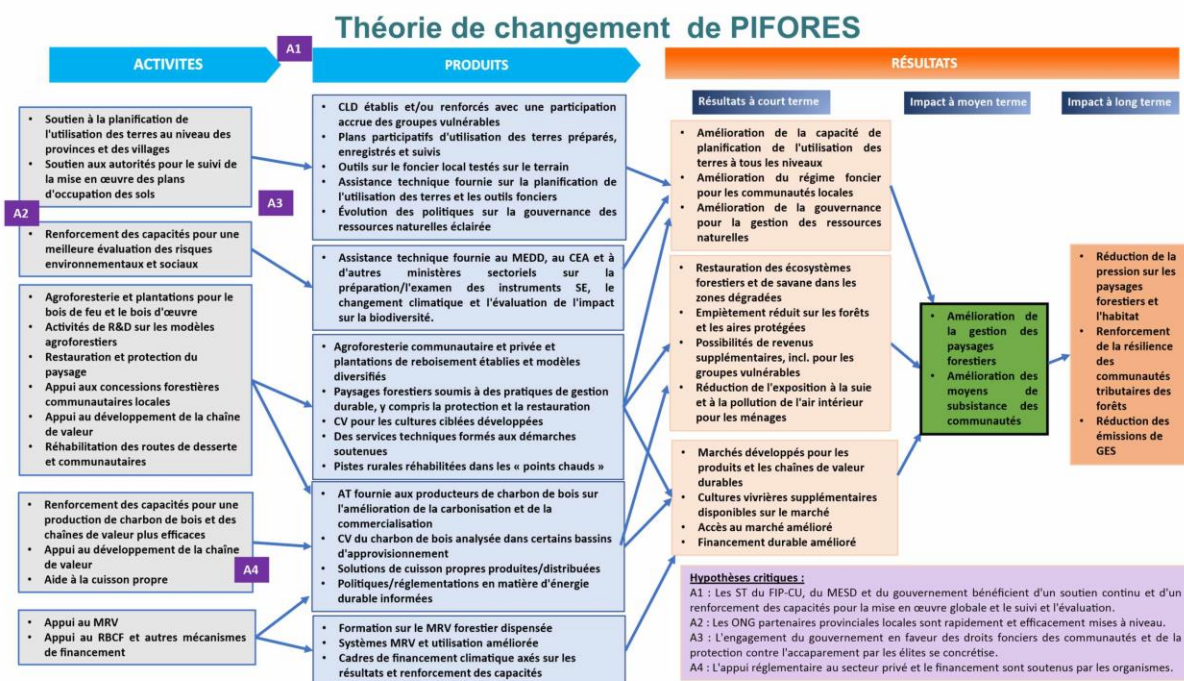 Théorie de changement de PIFORES
A1
ACTIVITES
PRODUITS
RÉSULTATS
Résultats à court terme
Impact à moyen terme
Impact à long terme
• Soutien à la planification de
l'utilisation des terres au niveau des
provinces et des villages
• Soutien aux autorités pour le suivi de
la mise en œuvre des plans
d'occupation des sols
A2
A3
• Renforcement des capacités pour une
meilleure évaluation des risques
environnementaux et sociaux
• Agroforesterie et plantations pour le
bois de feu et le bois d'œuvre
• Activités de R&D sur les modèles
agroforestiers
• Restauration et protection du
paysage
• Appui aux concessions forestières
communautaires locales
• Appui au développement de la chaîne
de valeur
• Réhabilitation des routes de desserte
et communautaires
• Renforcement des capacités pour une
production de charbon de bois et des
chaînes de valeur plus efficaces
• Appui au développement de la chaîne
de valeur
• Aide à la cuisson propre
A4
• Appui au MRV
• Appui au RBCF et autres mécanismes
de financement
• CLD établis et/ou renforcés avec une participation
accrue des groupes vulnérables
• Plans participatifs d'utilisation des terres préparés,
enregistrés et suivis
• Outils sur le foncier local testés sur le terrain
• Assistance technique fournie sur la planification de
l'utilisation des terres et les outils fonciers
• Évolution des politiques sur la gouvernance des
ressources naturelles éclairée
• Assistance technique fournie au MEDD, au CEA et à
d'autres ministères sectoriels sur la
préparation/l'examen des instruments SE, le
changement climatique et l'évaluation de l'impact
sur la biodiversité.
• Agroforesterie communautaire et privée et
plantations de reboisement établies et modèles
diversifiés
• Paysages forestiers soumis à des pratiques de gestion
durable, y compris la protection et la restauration
• CV pour les cultures ciblées développées
• Des services techniques formés aux démarches
soutenues
• Pistes rurales réhabilitées dans les « points chauds »
• AT fournie aux producteurs de charbon de bois sur
l'amélioration de la carbonisation et de la
commercialisation
• CV du charbon de bois analysée dans certains bassins
d'approvisionnement
• Solutions de cuisson propres produites/distribuées
• Politiques/réglementations en matière d'énergie
durable informées
• Formation sur le MRV forestier dispensée
• Systèmes MRV et utilisation améliorée
• Cadres de financement climatique axés sur les
résultats et renforcement des capacités
• Amélioration de la capacité de
planification de l'utilisation des
terres à tous les niveaux
• Amélioration du régime foncier
pour les communautés locales
• Amélioration de la gouvernance
pour la gestion des ressources
naturelles
• Restauration des écosystèmes
forestiers et de savane dans les
zones dégradées
• Empiètement réduit sur les forêts
et les aires protégées
• Possibilités de revenus
supplémentaires, incl. pour les
groupes vulnérables
• Réduction de l'exposition à la suie
et à la pollution de l'air intérieur
pour les ménages
• Marchés développés pour les
produits et les chaînes de valeur
durables
• Cultures vivrières supplémentaires
disponibles sur le marché
• Accès au marché amélioré
• Financement durable amélioré
• Amélioration de
la gestion des
paysages
forestiers
• Amélioration des
moyens de
subsistance des
communautés
• Réduction de la
pression sur les
paysages
forestiers et
l'habitat
• Renforcement
de la résilience
des
communautés
tributaires des
forêts
• Réduction des
émissions de
GES
Hypothèses critiques :
A1 : Les ST du FIP-CU, du MESD et du gouvernement bénéficient d'un soutien continu et d'un
renforcement des capacités pour la mise en œuvre globale et le suivi et l'évaluation.
A2 : Les ONG partenaires provinciales locales sont rapidement et efficacement mises à niveau.
A3 : L'engagement du gouvernement en faveur des droits fonciers des communautés et de la
protection contre l'accaparement par les élites se concrétise.
A4 : L'appui réglementaire au secteur privé et le financement sont soutenus par les organismes.